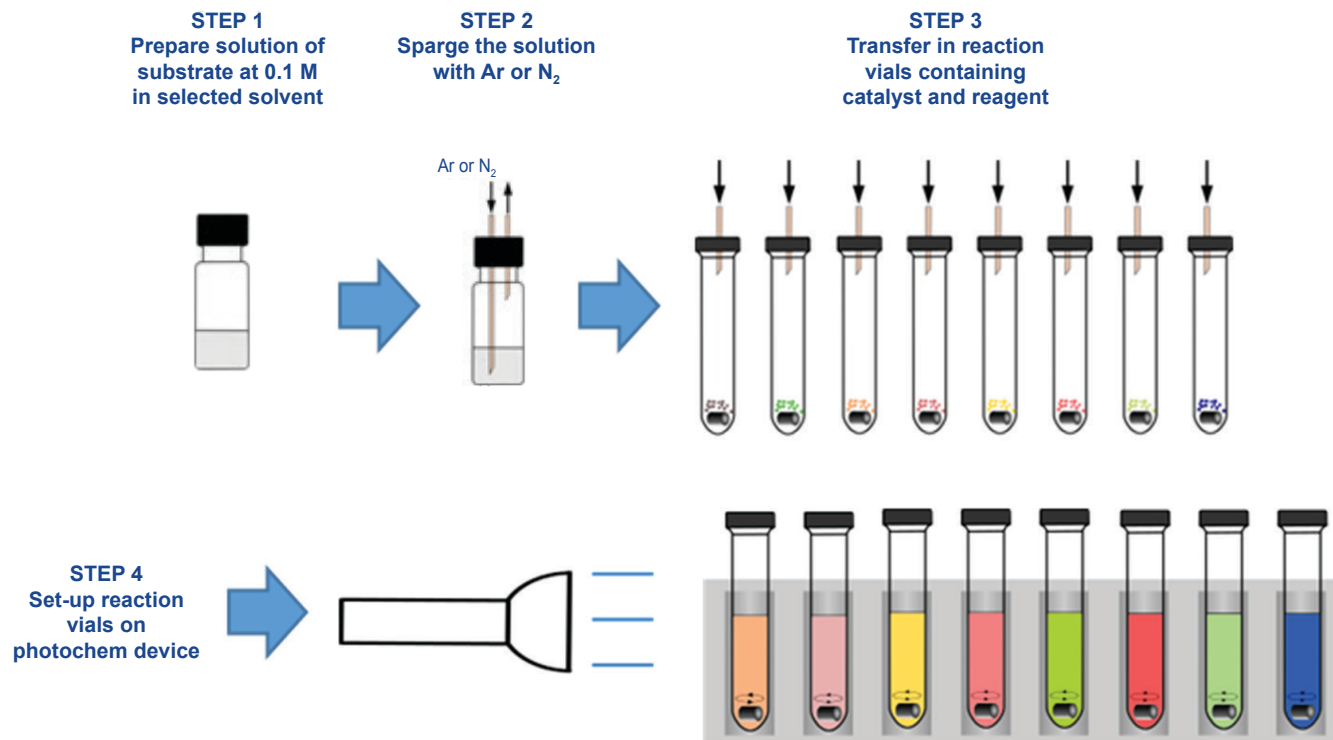 STEP 1
Prepare solution of
substrate at 0.1 M
in selected solvent
STEP 2
Sparge the solution
with Ar or N₂
STEP 3
Transfer in reaction
vials containing
catalyst and reagent
Ar or N₂
STEP 4
Set-up reaction
vials on
photochem device